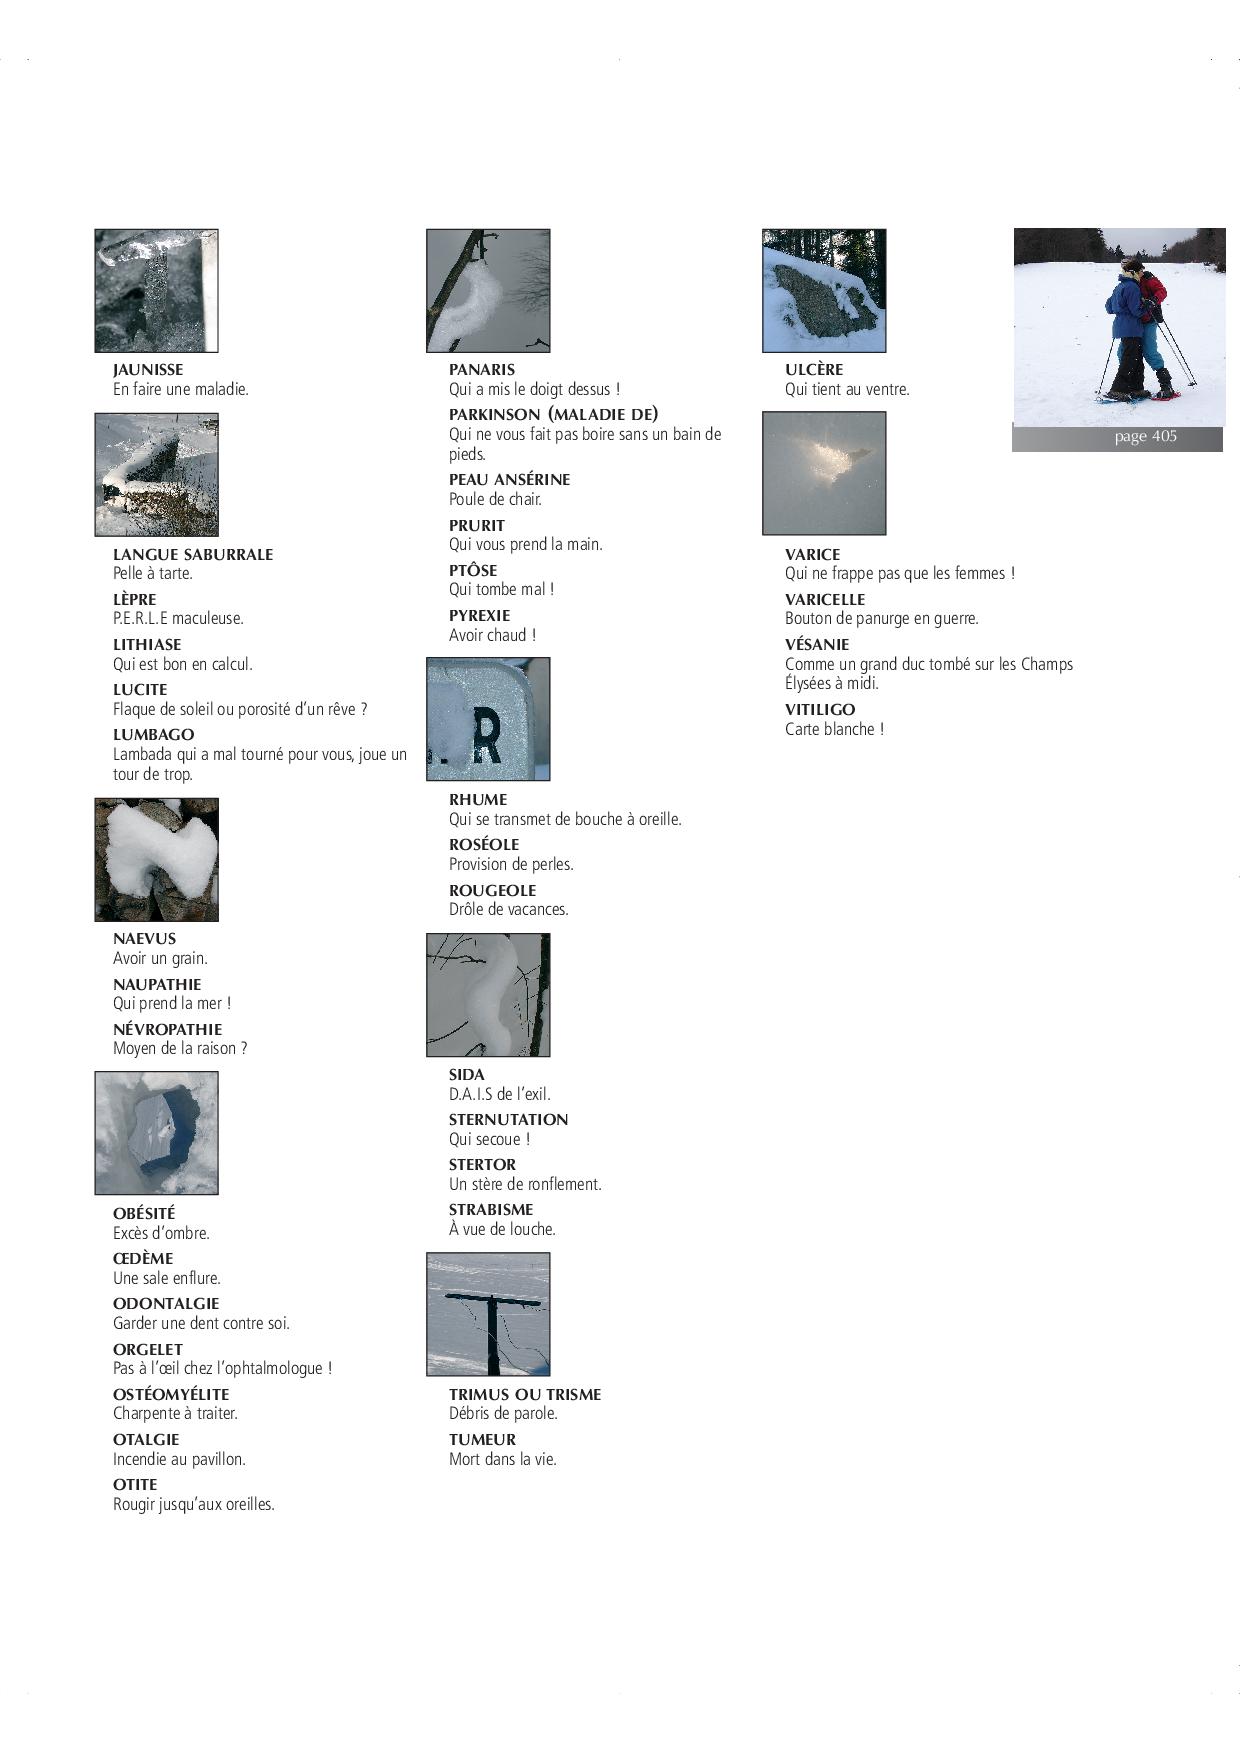 JAUNISSE
En faire une maladie.
LANGUE SABURRALE
Pelle à tarte.
LÈPRE
P.E.R.L.E maculeuse.
LITHIASE
Qui est bon en calcul.
LUCITE
Flaque de soleil ou porosité d’un rêve ?
LUMBAGO
Lambada qui a mal tourné pour vous, joue un
tour de trop.
NAEVUS
Avoir un grain.
NAUPATHIE
Qui prend la mer !
NÉVROPATHIE
Moyen de la raison ?
OBÉSITÉ
Excès d’ombre.
ŒDÈME
Une sale enflure.
ODONTALGIE
Garder une dent contre soi.
ORGELET
Pas à l’œil chez l’ophtalmologue !
OSTÉOMYÉLITE
Charpente à traiter.
OTALGIE
Incendie au pavillon.
OTITE
Rougir jusqu’aux oreilles.
PANARIS
Qui a mis le doigt dessus !
PARKINSON (MALADIE DE)
Qui ne vous fait pas boire sans un bain de
pieds.
PEAU ANSÉRINE
Poule de chair.
PRURIT
Qui vous prend la main.
PTÔSE
Qui tombe mal !
PYREXIE
Avoir chaud !
R
RHUME
Qui se transmet de bouche à oreille.
ROSÉOLE
Provision de perles.
ROUGEOLE
Drôle de vacances.
SIDA
D.A.I.S de l’exil.
STERNUTATION
Qui secoue !
STERTOR
Un stère de ronflement.
STRABISME
À vue de louche.
TRIMUS OU TRISME
Débris de parole.
TUMEUR
Mort dans la vie.
ULCÈRE
Qui tient au ventre.
VARICE
Qui ne frappe pas que les femmes !
VARICELLE
Bouton de panurge en guerre.
VÉSANIE
Comme un grand duc tombé sur les Champs
Élysées à midi.
VITILIGO
Carte blanche !
page 405